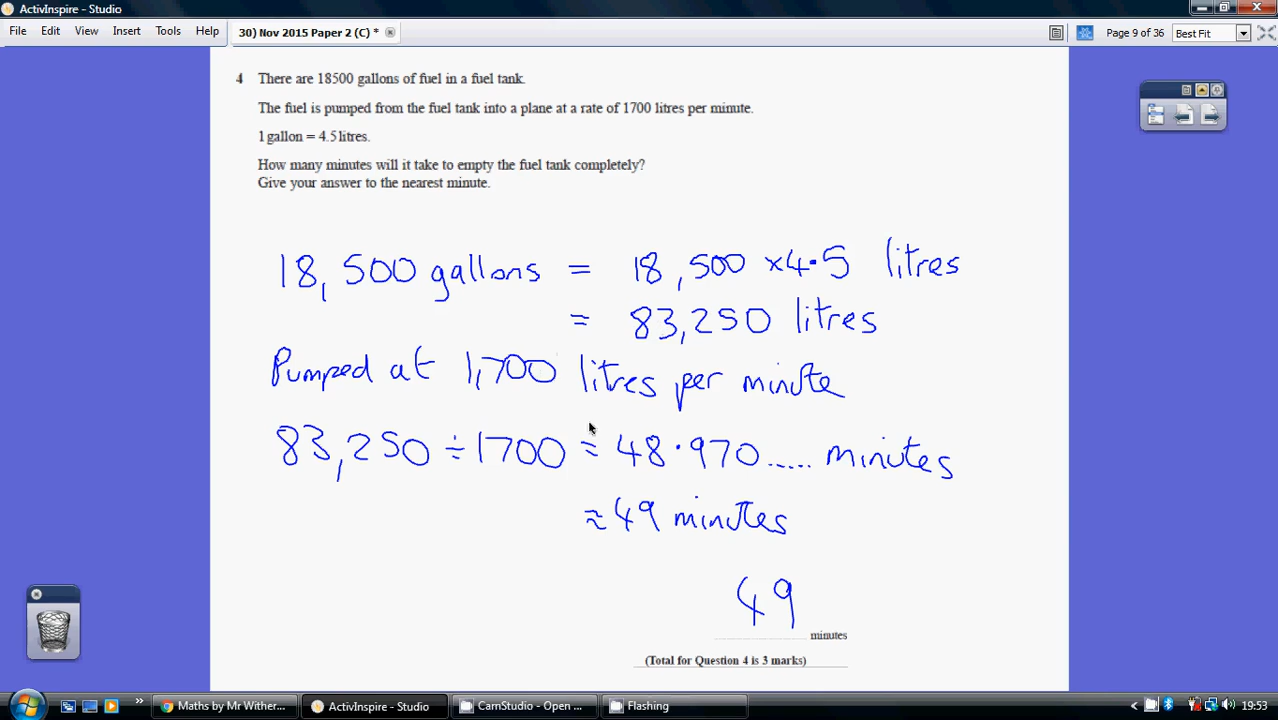 ActivInspire - Studio
File Edit View Insert Tools Help
30) Nov 2015 Paper 2 (C) *
Page 9 of 36
Best Fit
4 There are 18500 gallons of fuel in a fuel tank.
The fuel is pumped from the fuel tank into a plane at a rate of 1700 litres per minute.
1 gallon = 4.5 litres.
How many minutes will it take to empty the fuel tank completely?
Give your answer to the nearest minute.
18,500 gallons = 18,500 ×4·5 litres
= 83,250 litres
Pumped at 1,700 litres per minute
83,250 ÷ 1700 = 48·970..... minutes
≈ 49 minutes
49
minutes
(Total for Question 4 is 3 marks)
Maths by Mr Wither...
ActivInspire - Studio
CamStudio - Open ...
Flashing
19:53